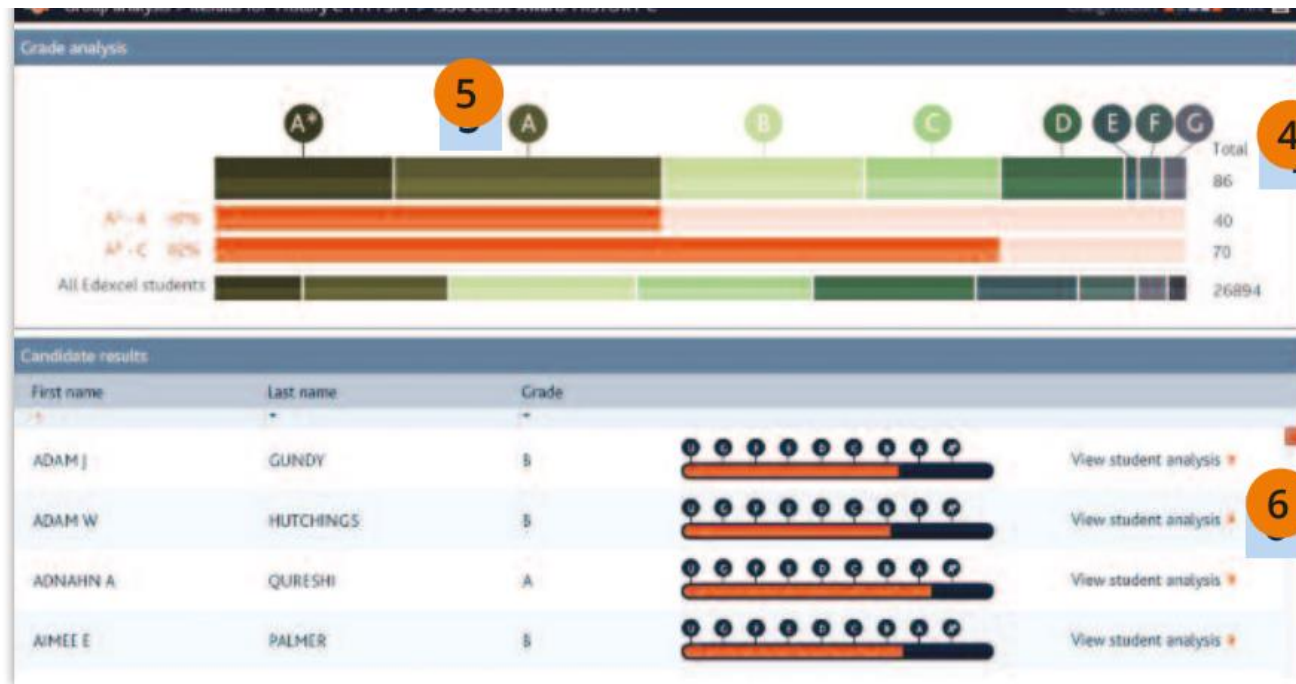 Grade analysis
5
A* A B C D E F G
4
Total
86
A* - A 40
A* - C 70
All Edexcel students 26894
Candidate results
First name Last name Grade
ADAM J GUNDY B U G F E D C B A A* View student analysis
ADAM W HUTCHINGS B U G F E D C B A A* View student analysis
6
ADNAHN A QURESHI A U G F E D C B A A* View student analysis
AIMEE E PALMER B U G F E D C B A A* View student analysis